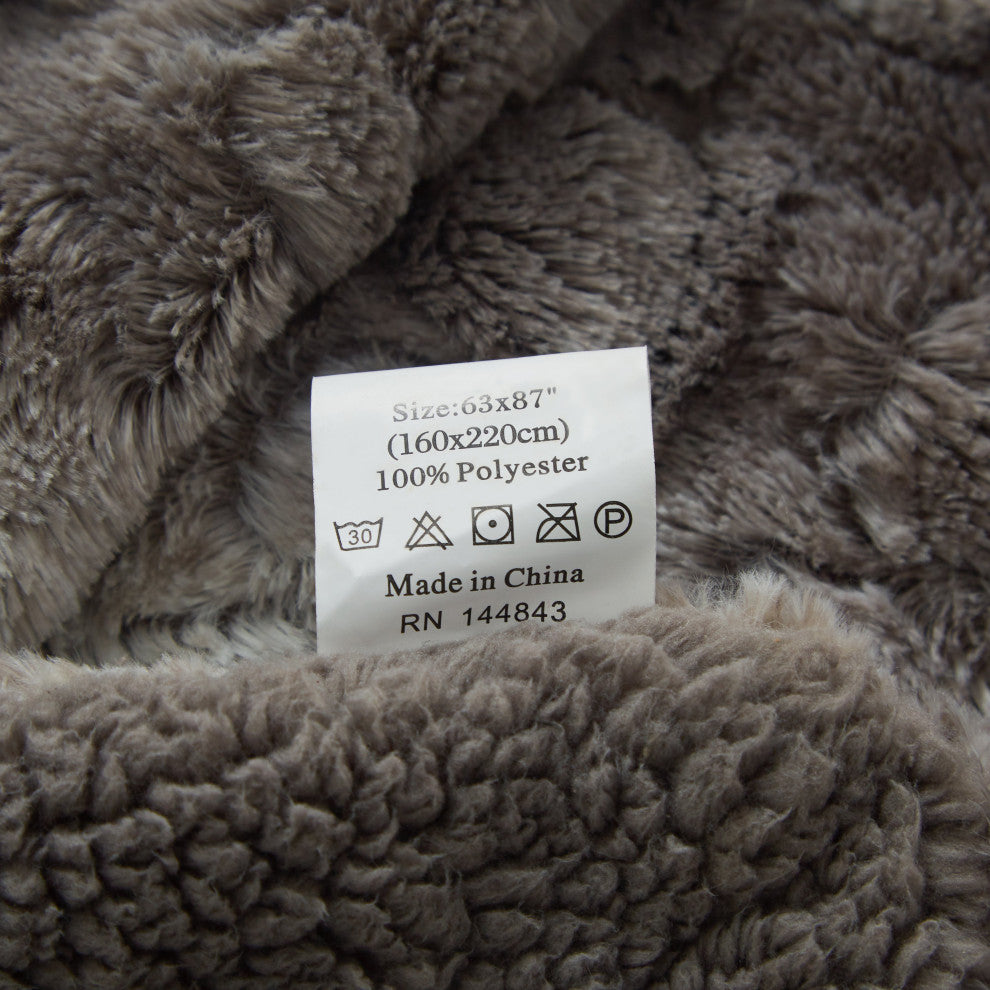 Size:63x87"
(160x220cm)
100% Polyester
30 P
Made in China
RN 144843